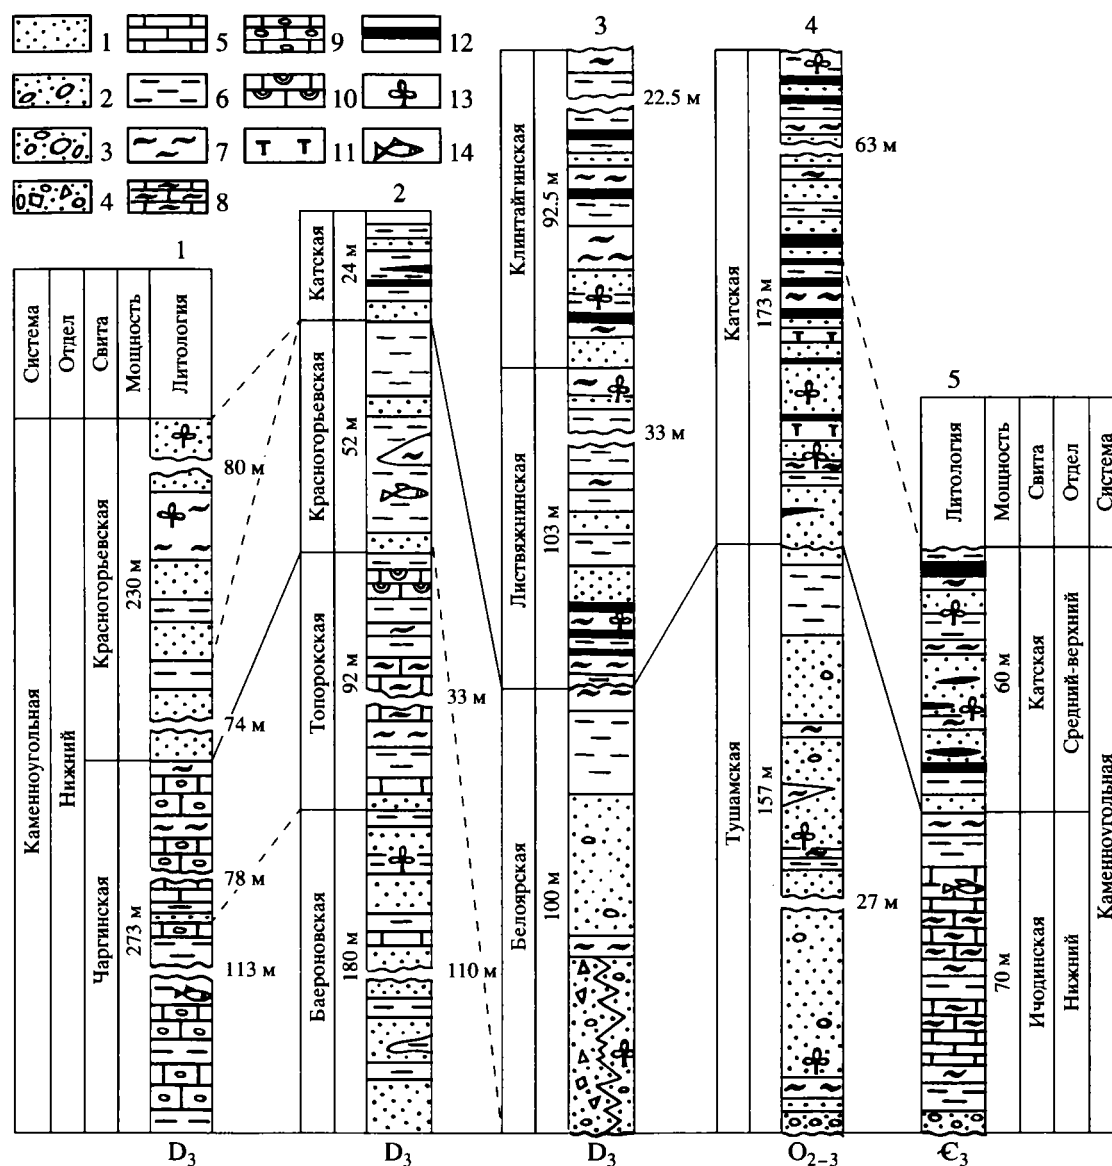 1
2
3
4
5
6
7
8
9
10
11
12
13
14
1
Система
Отдел
Свита
Мощность
Литология
Каменноугольная
Нижний
Красногорьевская
230 м
Чаргинская
273 м
80 м
74 м
78 м
113 м
D₃
2
Катская
24 м
Красногорьевская
52 м
Топорокская
92 м
Баероновская
180 м
33 м
110 м
D₃
3
Клинтайгинская
92.5 м
Листвяжнинская
103 м
Белоярская
100 м
22.5 м
33 м
D₃
4
Катская
173 м
Тушамская
157 м
63 м
27 м
O₂₋₃
5
Литология
Мощность
Свита
Отдел
Система
60 м
Катская
Средний-верхний
70 м
Ичодинская
Нижний
Каменноугольная
Є₃